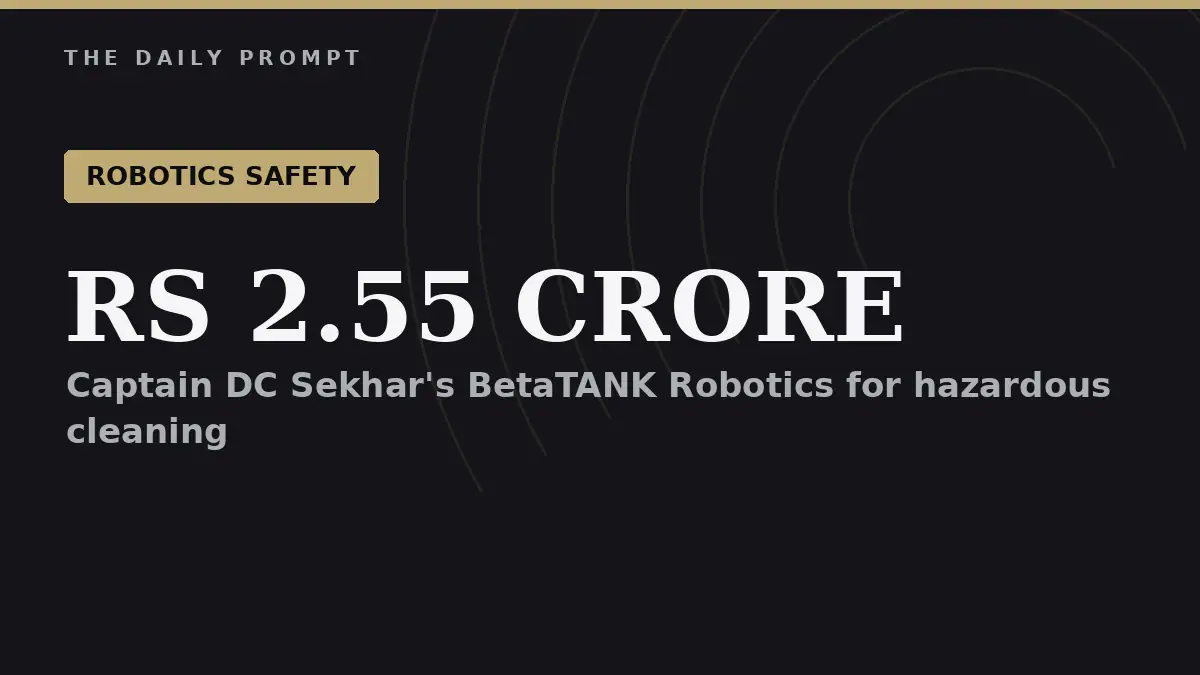 THE DAILY PROMPT
ROBOTICS SAFETY
RS 2.55 CRORE
Captain DC Sekhar's BetaTANK Robotics for hazardous
cleaning